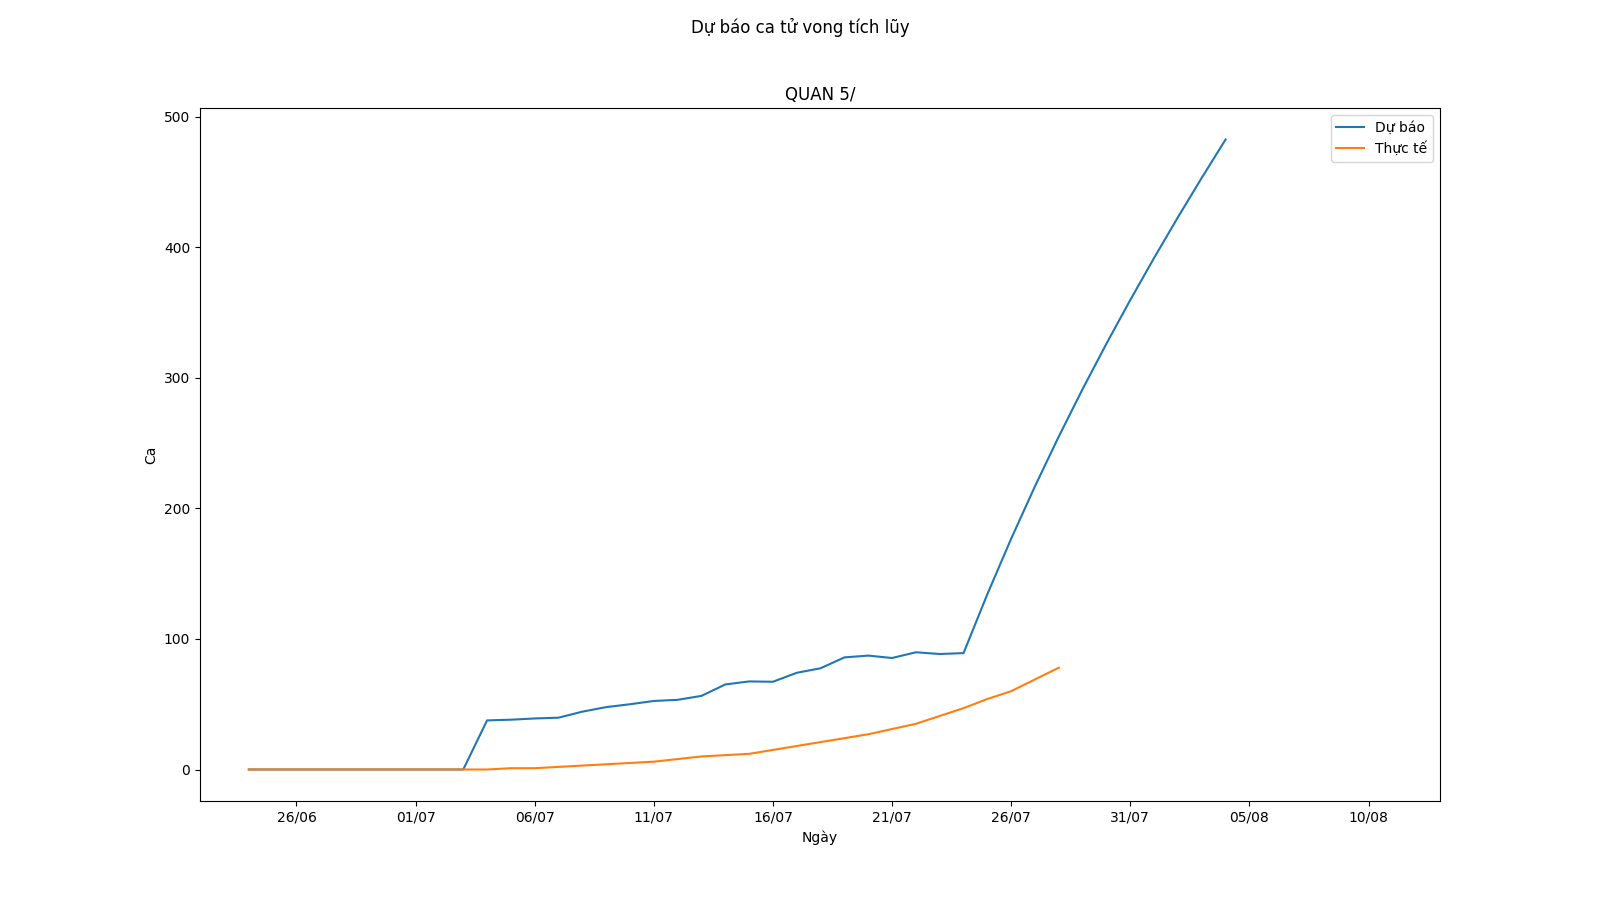 Dự báo ca tử vong tích lũy
QUAN 5/
500
400
300
200
100
0
Ca
Dự báo
Thực tế
26/06
01/07
06/07
11/07
16/07
21/07
26/07
31/07
05/08
10/08
Ngày